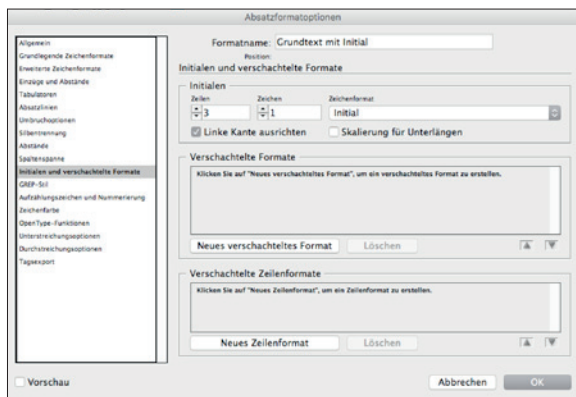 Absatzformatoptionen
Allgemein
Grundlegende Zeichenformate
Erweiterte Zeichenformate
Einzüge und Abstände
Tabulatoren
Absatzlinien
Umbruchoptionen
Silbentrennung
Abstände
Spaltenspanne
Initialen und verschachtelte Formate
GREP-Stil
Aufzählungszeichen und Nummerierung
Zeichenfarbe
OpenType-Funktionen
Unterstreichungsoptionen
Durchstreichungsoptionen
Tagsexport
Formatname: Grundtext mit Initial
Position:
Initialen und verschachtelte Formate
Initialen
Zeilen Zeichen Zeichenformat
3 1 Initial
Linke Kante ausrichten Skalierung für Unterlängen
Verschachtelte Formate
Klicken Sie auf "Neues verschachteltes Format", um ein verschachteltes Format zu erstellen.
Neues verschachteltes Format Löschen
Verschachtelte Zeilenformate
Klicken Sie auf "Neues Zeilenformat", um ein Zeilenformat zu erstellen.
Neues Zeilenformat Löschen
Vorschau Abbrechen OK